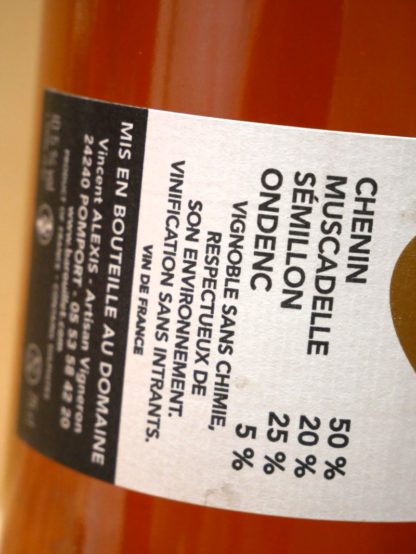 CHENIN 50 %
MUSCADELLE 20 %
SÉMILLON 25 %
ONDENC 5 %
VIGNOBLE SANS CHIMIE,
RESPECTUEUX DE
SON ENVIRONNEMENT.
VINIFICATION SANS INTRANTS.
VIN DE FRANCE
MIS EN BOUTEILLE AU DOMAINE
Vincent ALEXIS - Artisan Vigneron
24240 POMPORT - 05 53 58 42 20